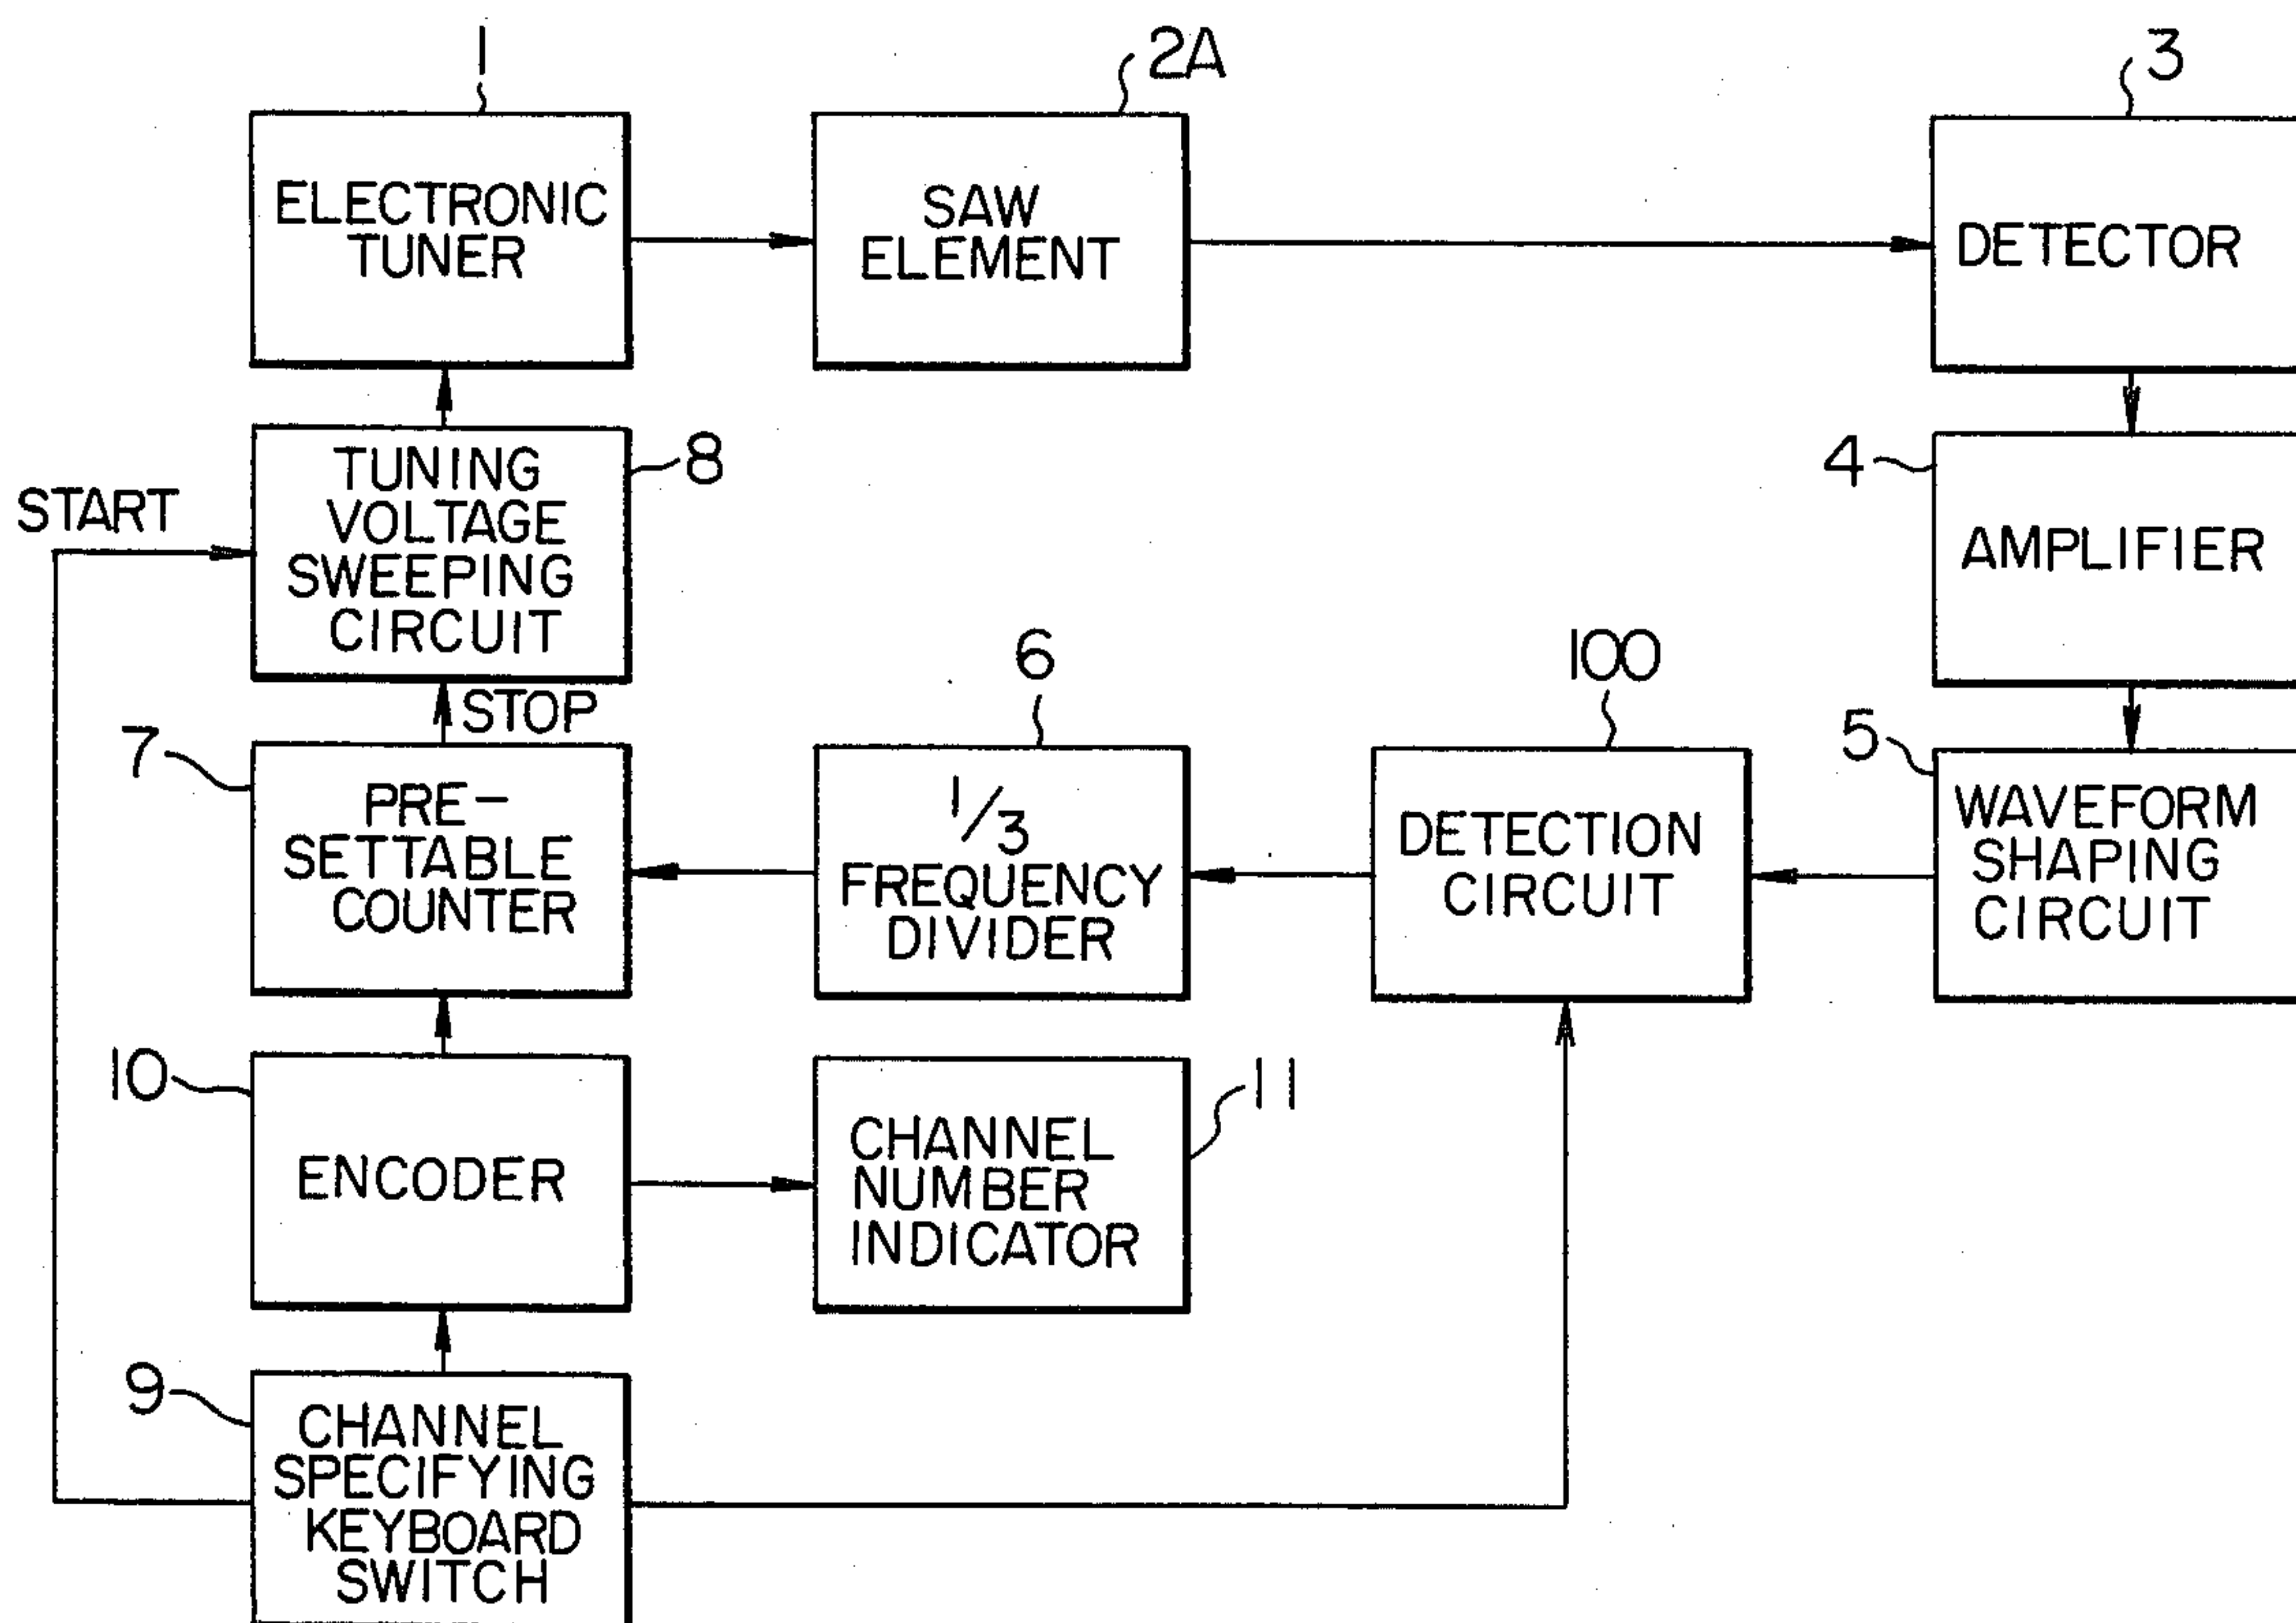 1
2A
3
ELECTRONIC
TUNER
SAW
ELEMENT
DETECTOR
START
TUNING
VOLTAGE
SWEEPING
CIRCUIT
8
4
AMPLIFIER
STOP
7
PRE-
SETTABLE
COUNTER
6
1/3
FREQUENCY
DIVIDER
100
DETECTION
CIRCUIT
5
WAVEFORM
SHAPING
CIRCUIT
10
ENCODER
CHANNEL
NUMBER
INDICATOR
11
9
CHANNEL
SPECIFYING
KEYBOARD
SWITCH